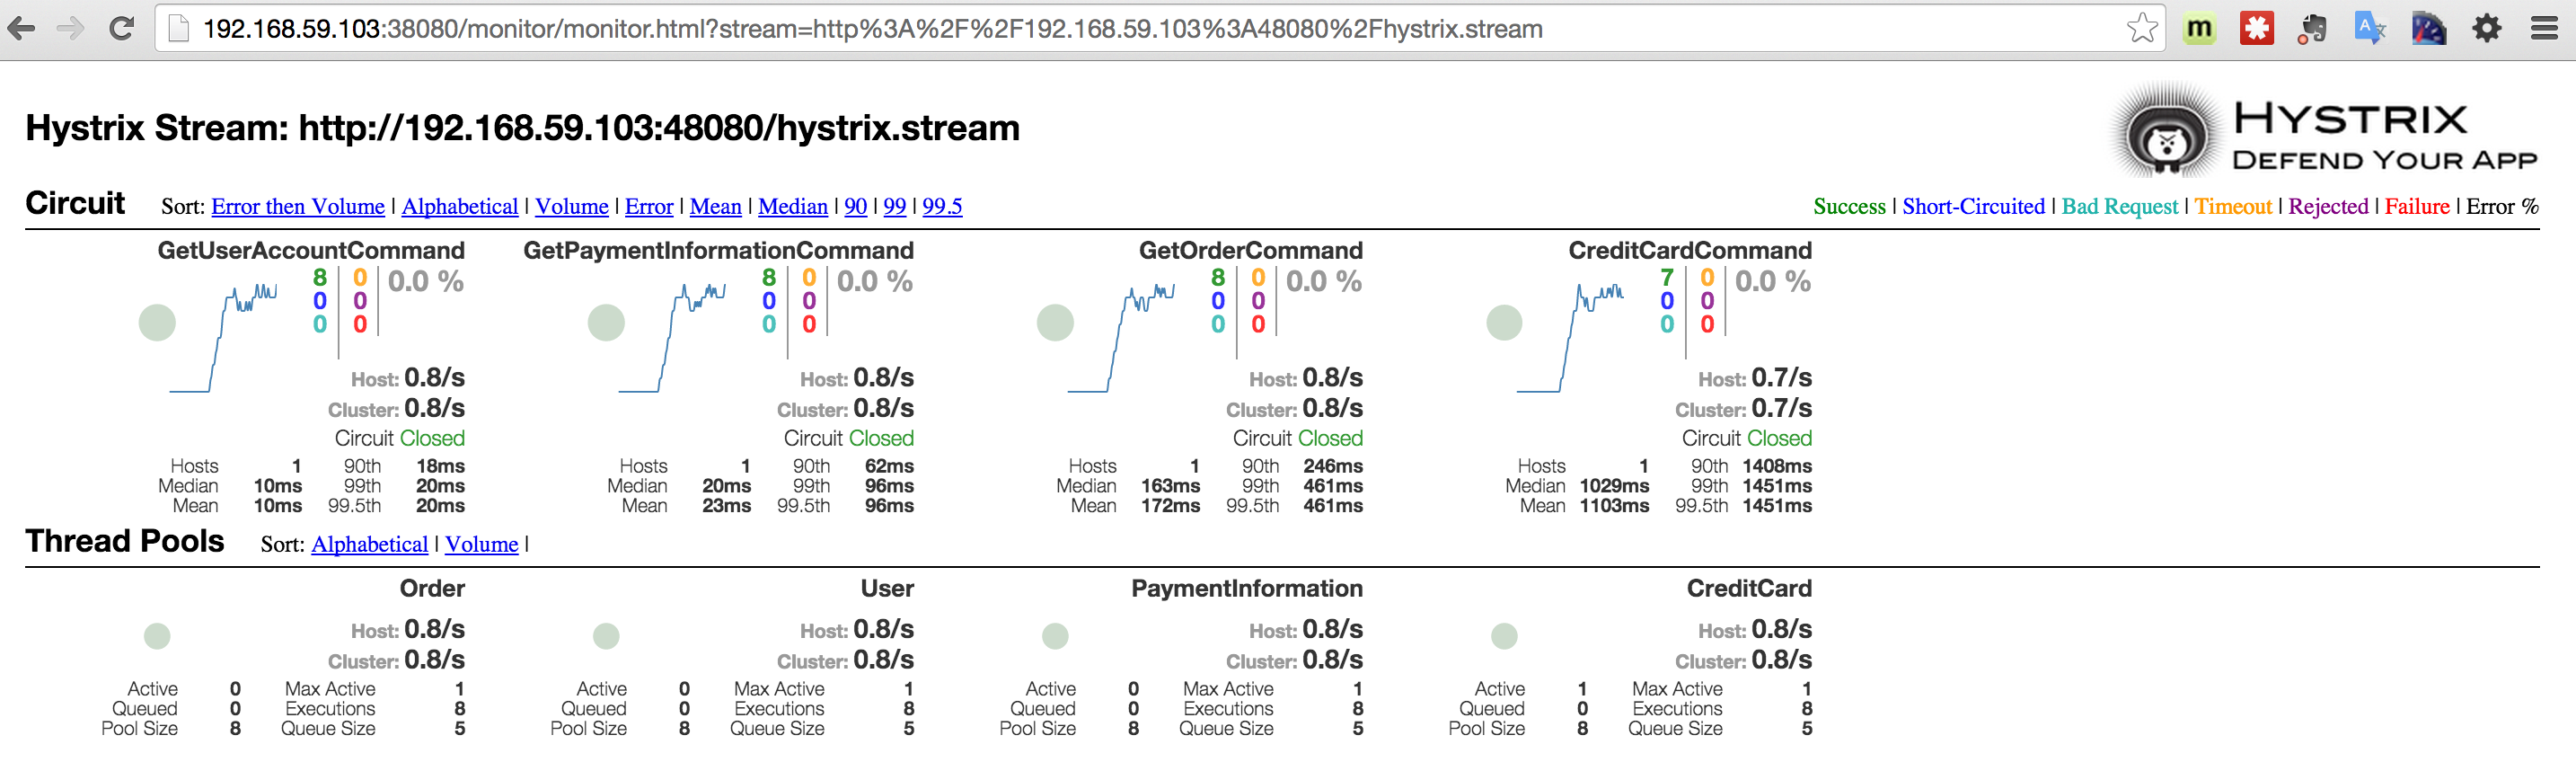 192.168.59.103:38080/monitor/monitor.html?stream=http%3A%2F%2F192.168.59.103%3A48080%2Fhystrix.stream
m
A
Hystrix Stream: http://192.168.59.103:48080/hystrix.stream
HYSTRIX
DEFEND YOUR APP
Circuit Sort: Error then Volume | Alphabetical | Volume | Error | Mean | Median | 90 | 99 | 99.5
Success | Short-Circuited | Bad Request | Timeout | Rejected | Failure | Error %
GetUserAccountCommand
8 0 0.0 %
0 0
0 0
Host: 0.8/s
Cluster: 0.8/s
Circuit Closed
Hosts 1 90th 18ms
Median 10ms 99th 20ms
Mean 10ms 99.5th 20ms
GetPaymentInformationCommand
8 0 0.0 %
0 0
0 0
Host: 0.8/s
Cluster: 0.8/s
Circuit Closed
Hosts 1 90th 62ms
Median 20ms 99th 96ms
Mean 23ms 99.5th 96ms
GetOrderCommand
8 0 0.0 %
0 0
0 0
Host: 0.8/s
Cluster: 0.8/s
Circuit Closed
Hosts 1 90th 246ms
Median 163ms 99th 461ms
Mean 172ms 99.5th 461ms
CreditCardCommand
7 0 0.0 %
0 0
0 0
Host: 0.7/s
Cluster: 0.7/s
Circuit Closed
Hosts 1 90th 1408ms
Median 1029ms 99th 1451ms
Mean 1103ms 99.5th 1451ms
Thread Pools Sort: Alphabetical | Volume |
Order
Host: 0.8/s
Cluster: 0.8/s
Active 0 Max Active 1
Queued 0 Executions 8
Pool Size 8 Queue Size 5
User
Host: 0.8/s
Cluster: 0.8/s
Active 0 Max Active 1
Queued 0 Executions 8
Pool Size 8 Queue Size 5
PaymentInformation
Host: 0.8/s
Cluster: 0.8/s
Active 0 Max Active 1
Queued 0 Executions 8
Pool Size 8 Queue Size 5
CreditCard
Host: 0.8/s
Cluster: 0.8/s
Active 1 Max Active 1
Queued 0 Executions 8
Pool Size 8 Queue Size 5